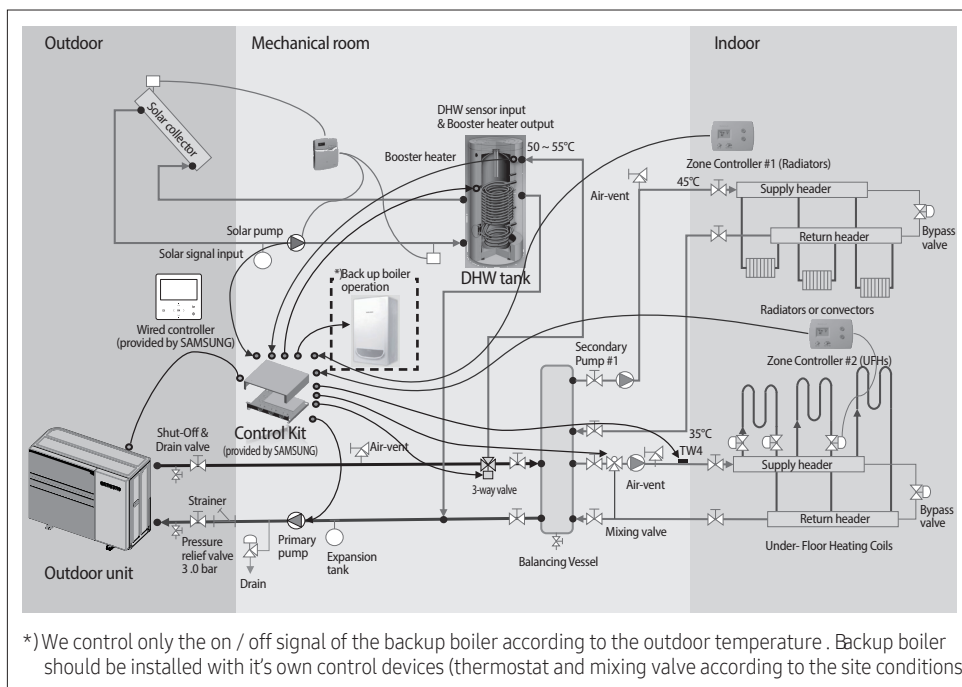 Outdoor
Mechanical room
Indoor
Solar collector
DHW sensor input
& Booster heater output
Booster heater
50 ~ 55°C
Zone Controller #1 (Radiators)
Air-vent
45°C
Supply header
Return header
Bypass
valve
Solar pump
Solar signal input
DHW tank
*)Back up boiler
operation
Radiators or convectors
Wired controller
(provided by SAMSUNG)
Secondary
Pump #1
Zone Controller #2 (UFHs)
Control Kit
(provided by SAMSUNG)
Shut-Off &
Drain valve
Air-vent
35°C
TW4
3-way valve
Air-vent
Supply header
Strainer
Mixing valve
Return header
Bypass
valve
Pressure
relief valve
3 .0 bar
Primary
pump
Expansion
tank
Balancing Vessel
Under- Floor Heating Coils
Outdoor unit
Drain
*) We control only the on / off signal of the backup boiler according to the outdoor temperature . Backup boiler
should be installed with it's own control devices (thermostat and mixing valve according to the site conditions